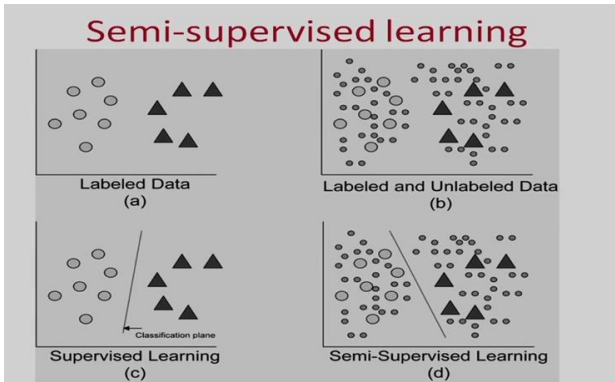 Semi-supervised learning
Labeled Data
(a)
Labeled and Unlabeled Data
(b)
Classification plane
Supervised Learning
(c)
Semi-Supervised Learning
(d)